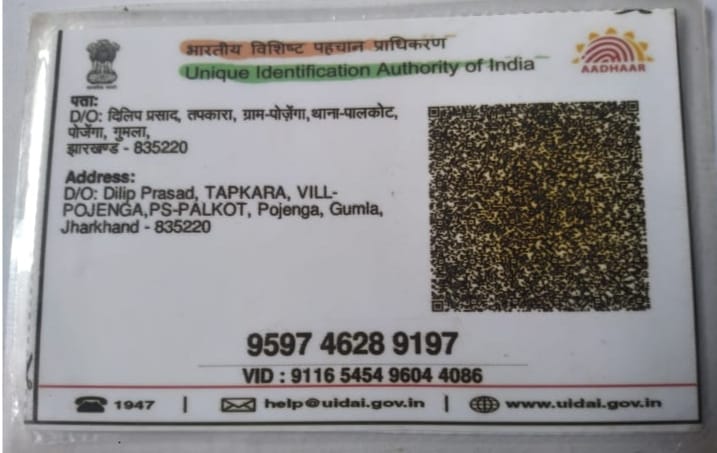 भारतीय विशिष्ट पहचान प्राधिकरण
Unique Identification Authority of India
AADHAAR
पता:
D/O: दिलिप प्रसाद, तपकारा, ग्राम-पोज़ेंगा,थाना-पालकोट,
पोजेंगा, गुमला,
झारखण्ड - 835220
Address:
D/O: Dilip Prasad, TAPKARA, VILL-
POJENGA,PS-PALKOT, Pojenga, Gumla,
Jharkhand - 835220
9597 4628 9197
VID : 9116 5454 9604 4086
1947 | help@uidai.gov.in | www.uidai.gov.in